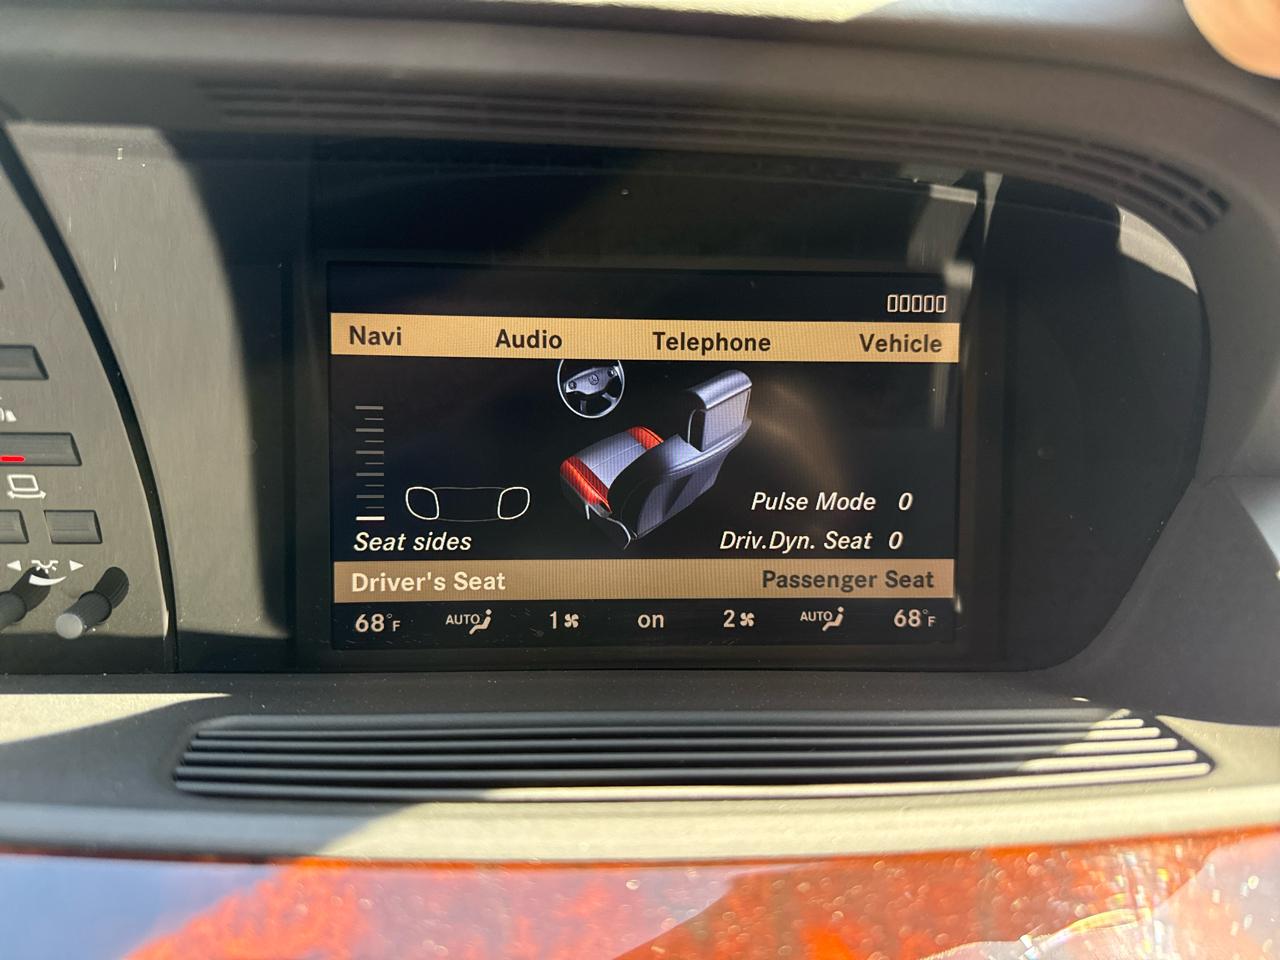 Navi Audio Telephone Vehicle
Pulse Mode 0
Seat sides Driv.Dyn. Seat 0
Driver's Seat Passenger Seat
68°F AUTO 1 on 2 AUTO 68°F